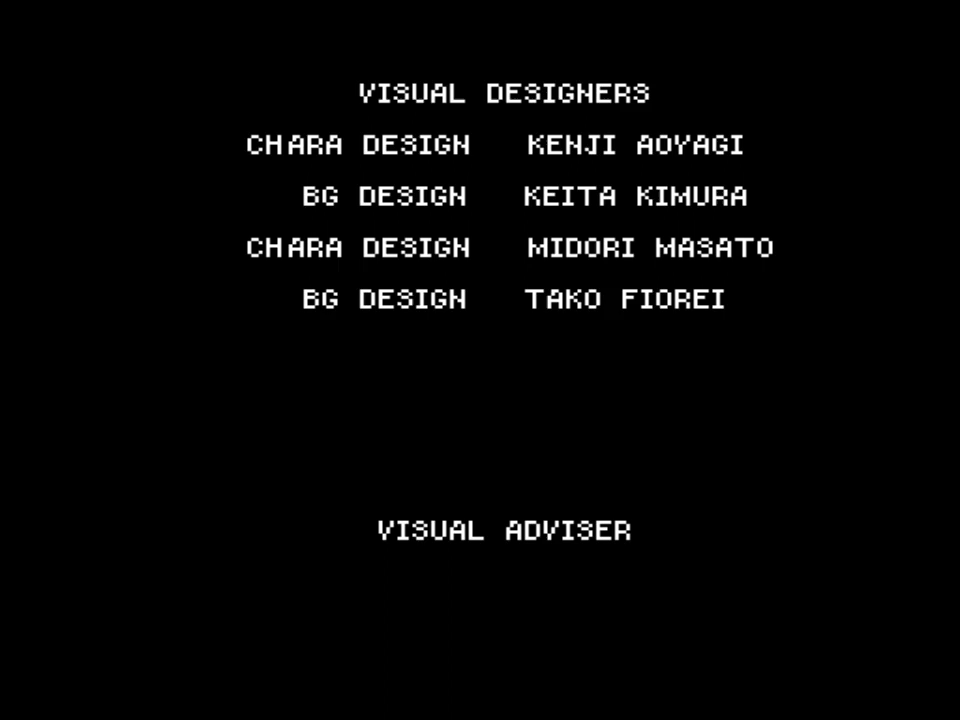 VISUAL DESIGNERS
CHARA DESIGN KENJI AOYAGI
BG DESIGN KEITA KIMURA
CHARA DESIGN MIDORI MASATO
BG DESIGN TAKO FIOREI
VISUAL ADVISER